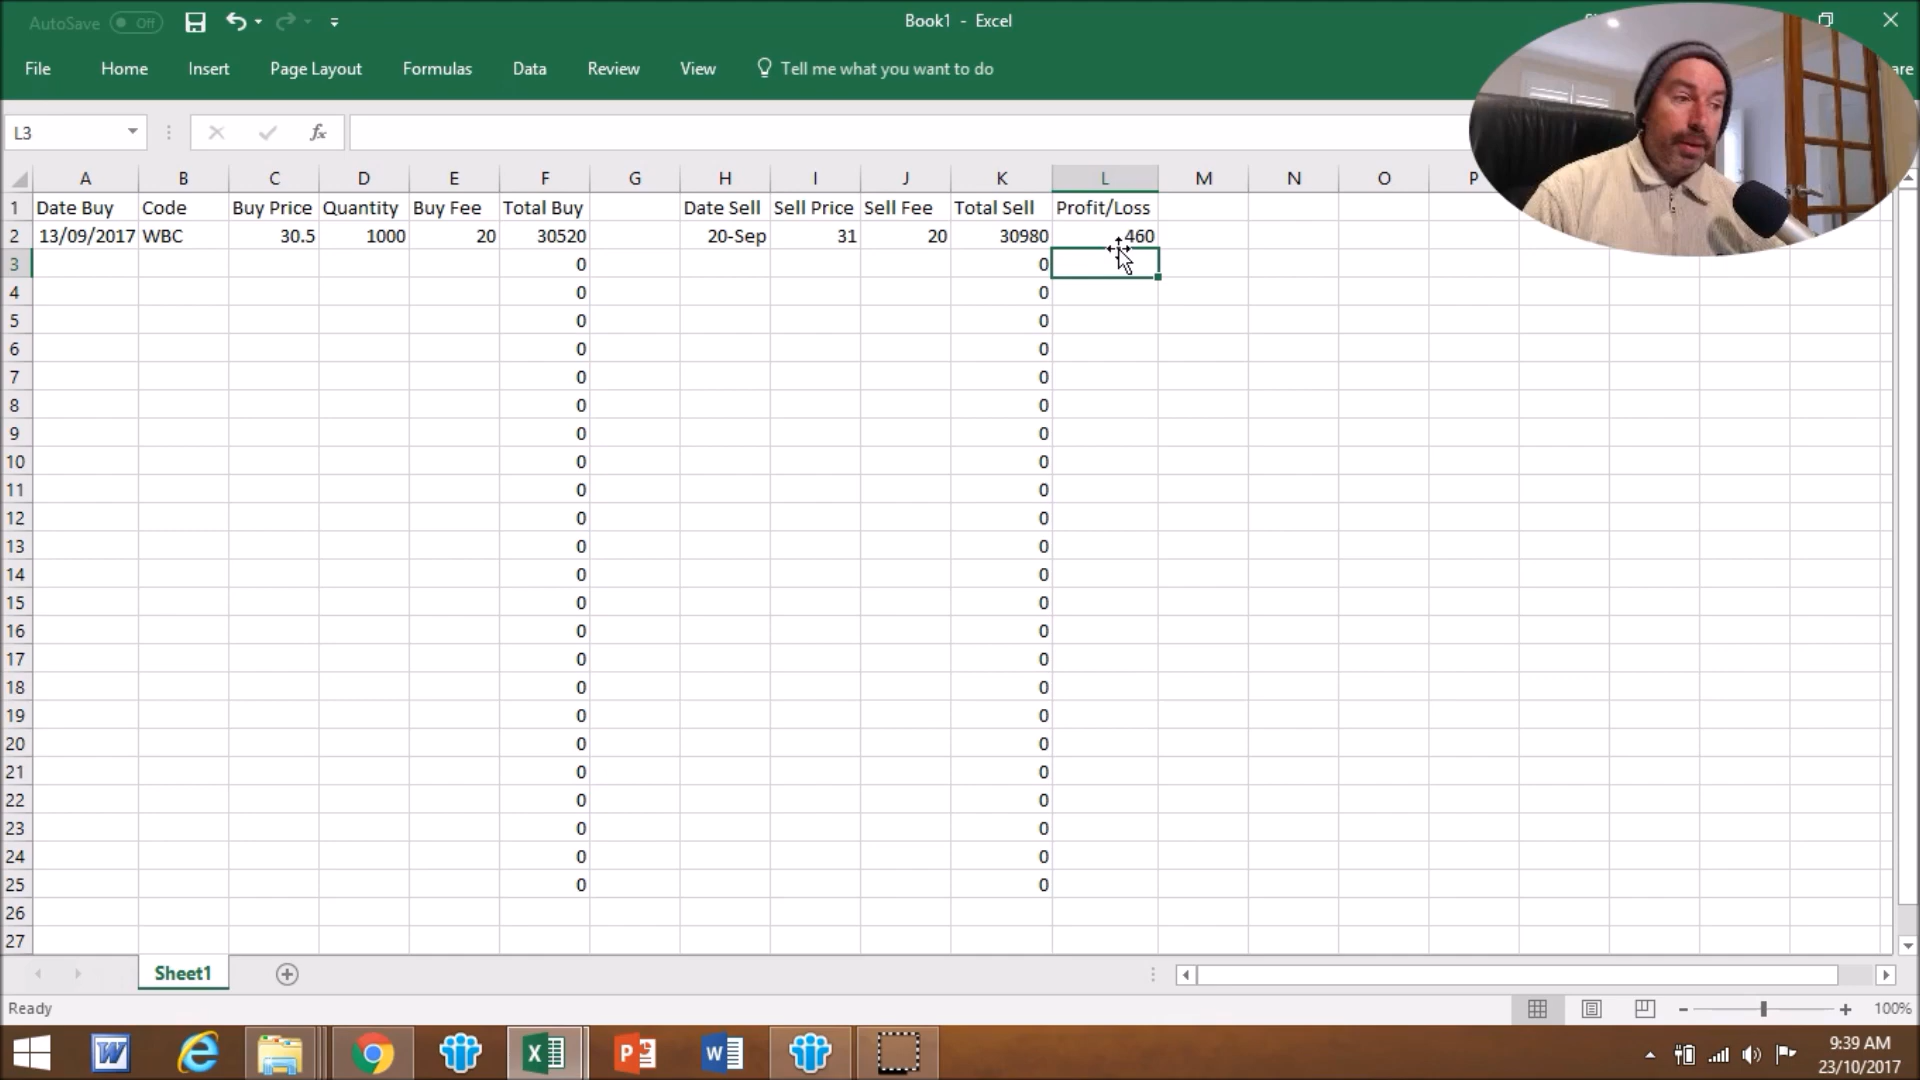 AutoSave Off
Book1 - Excel
File Home Insert Page Layout Formulas Data Review View Tell me what you want to do are
L3 fx
A B C D E F G H I J K L M N O P
1 Date Buy Code Buy Price Quantity Buy Fee Total Buy Date Sell Sell Price Sell Fee Total Sell Profit/Loss
2 13/09/2017 WBC 30.5 1000 20 30520 20-Sep 31 20 30980 460
3 0 0
4 0 0
5 0 0
6 0 0
7 0 0
8 0 0
9 0 0
10 0 0
11 0 0
12 0 0
13 0 0
14 0 0
15 0 0
16 0 0
17 0 0
18 0 0
19 0 0
20 0 0
21 0 0
22 0 0
23 0 0
24 0 0
25 0 0
26
27
Sheet1
Ready 100%
W X P W
9:39 AM
23/10/2017